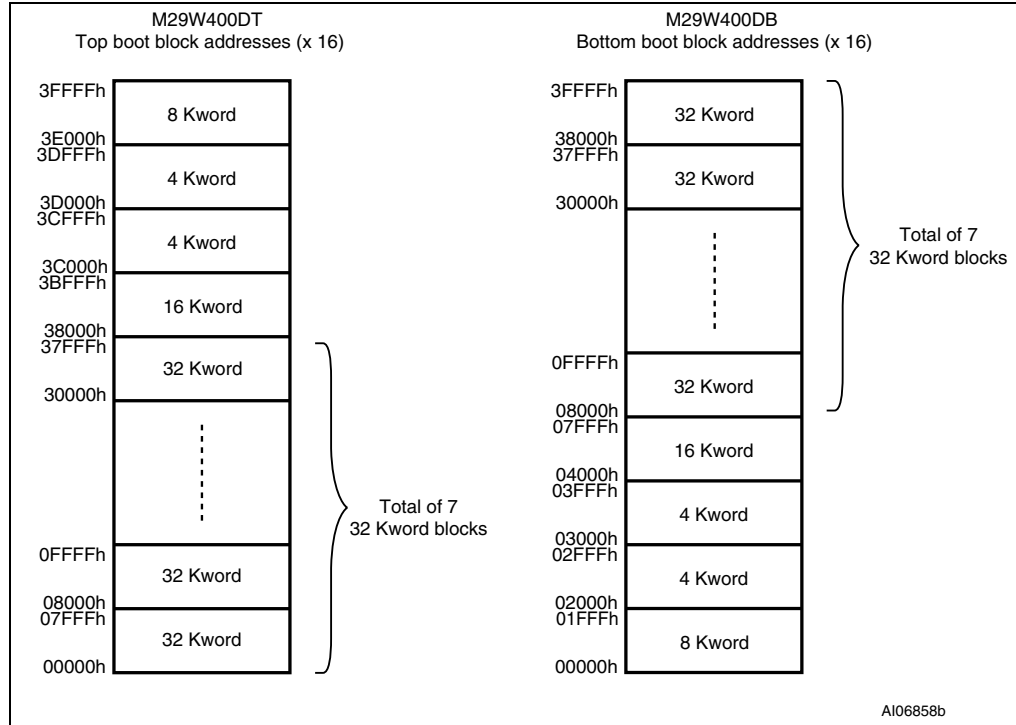 M29W400DT
Top boot block addresses (x 16)
3FFFFh
8 Kword
3E000h
3DFFFh
4 Kword
3D000h
3CFFFh
4 Kword
3C000h
3BFFFh
16 Kword
38000h
37FFFh
32 Kword
30000h
Total of 7
32 Kword blocks
0FFFFh
32 Kword
08000h
07FFFh
32 Kword
00000h
M29W400DB
Bottom boot block addresses (x 16)
3FFFFh
32 Kword
38000h
37FFFh
32 Kword
30000h
Total of 7
32 Kword blocks
0FFFFh
32 Kword
08000h
07FFFh
16 Kword
04000h
03FFFh
4 Kword
03000h
02FFFh
4 Kword
02000h
01FFFh
8 Kword
00000h
AI06858b